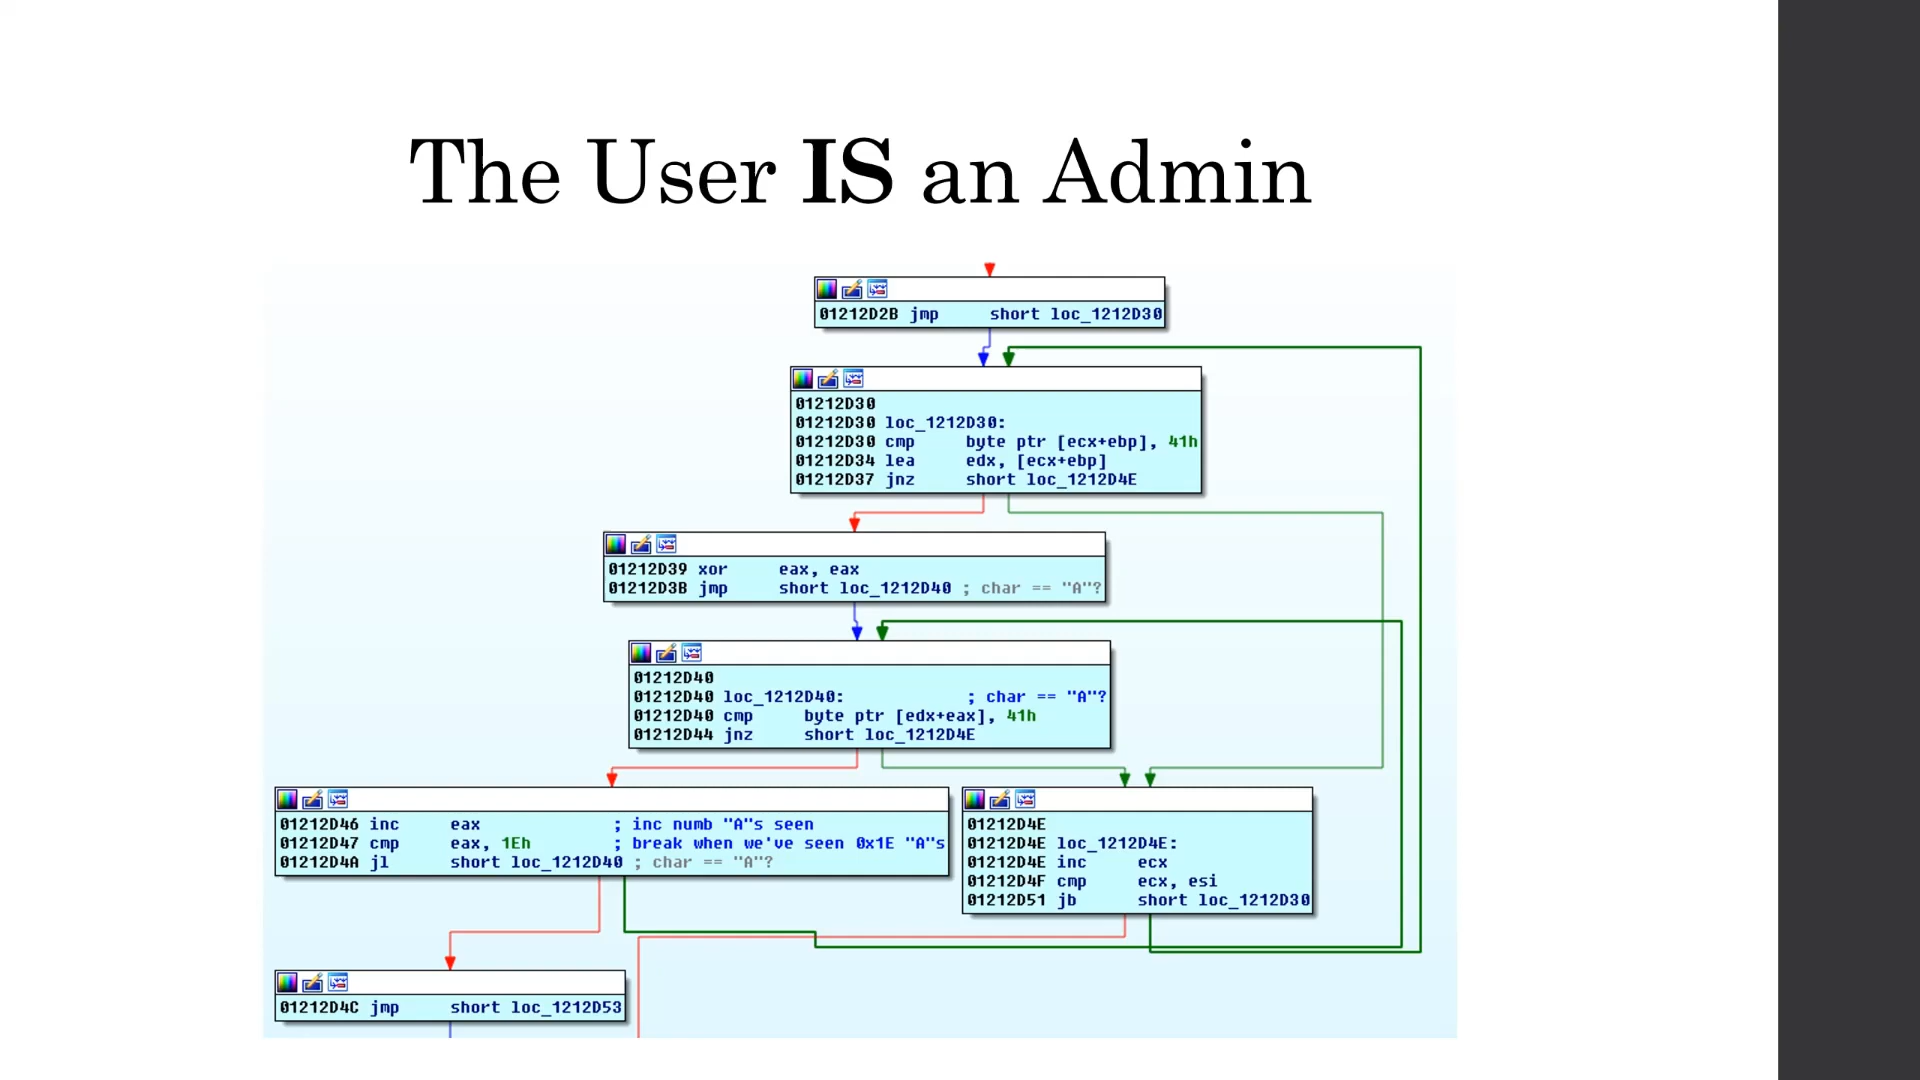 The User IS an Admin
01212D2B jmp short loc_1212D30
01212D30
01212D30 loc_1212D30:
01212D30 cmp byte ptr [ecx+ebp], 41h
01212D34 lea edx, [ecx+ebp]
01212D37 jnz short loc_1212D4E
01212D39 xor eax, eax
01212D3B jmp short loc_1212D40 ; char == "A"?
01212D40
01212D40 loc_1212D40: ; char == "A"?
01212D40 cmp byte ptr [edx+eax], 41h
01212D44 jnz short loc_1212D4E
01212D46 inc eax ; inc numb "A"s seen
01212D47 cmp eax, 1Eh ; break when we've seen 0x1E "A"s
01212D4A jl short loc_1212D40 ; char == "A"?
01212D4E
01212D4E loc_1212D4E:
01212D4E inc ecx
01212D4F cmp ecx, esi
01212D51 jb short loc_1212D30
01212D4C jmp short loc_1212D53